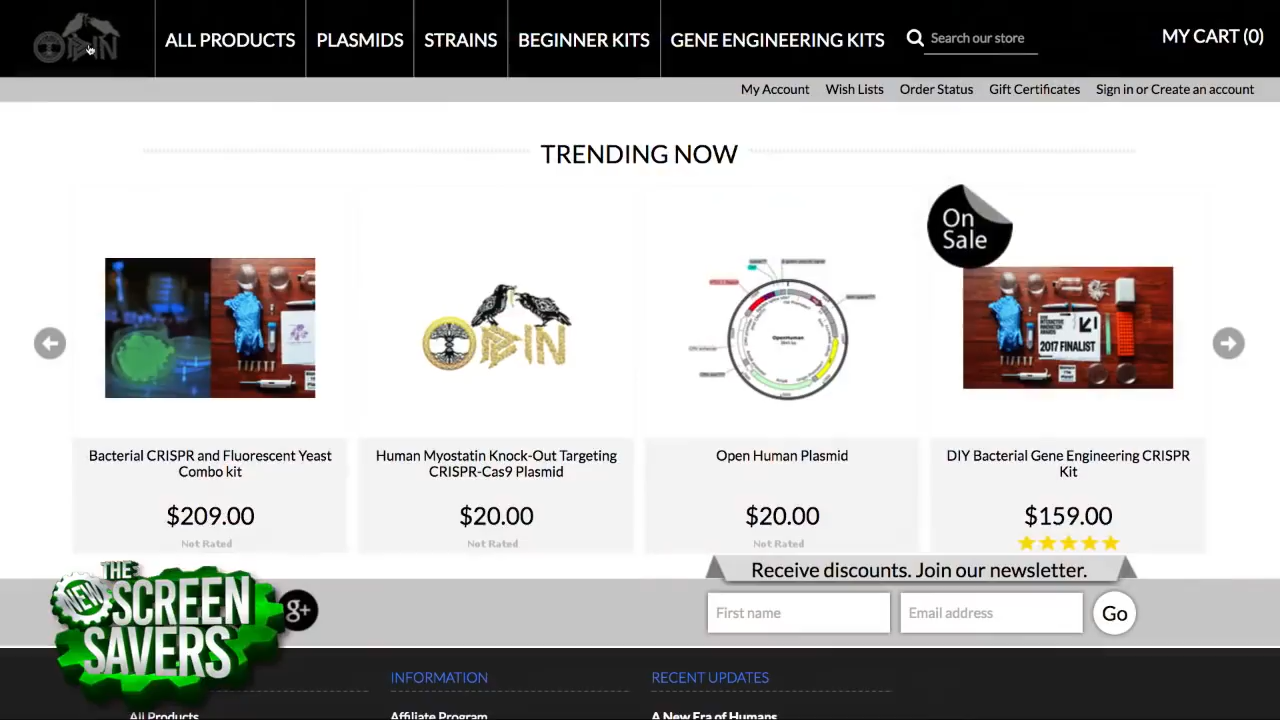 ODIN
ALL PRODUCTS
PLASMIDS
STRAINS
BEGINNER KITS
GENE ENGINEERING KITS
Search our store
MY CART (0)
My Account
Wish Lists
Order Status
Gift Certificates
Sign in or Create an account
TRENDING NOW
On
Sale
ODIN
OpenHuman
2017 FINALIST
Bacterial CRISPR and Fluorescent Yeast
Combo kit
Human Myostatin Knock-Out Targeting
CRISPR-Cas9 Plasmid
Open Human Plasmid
DIY Bacterial Gene Engineering CRISPR
Kit
$209.00
$20.00
$20.00
$159.00
Not Rated
Not Rated
Not Rated
Receive discounts. Join our newsletter.
First name
Email address
Go
THE
NEW
SCREEN
SAVERS
g+
INFORMATION
RECENT UPDATES
All Products
Affiliate Program
A New Era of Humans